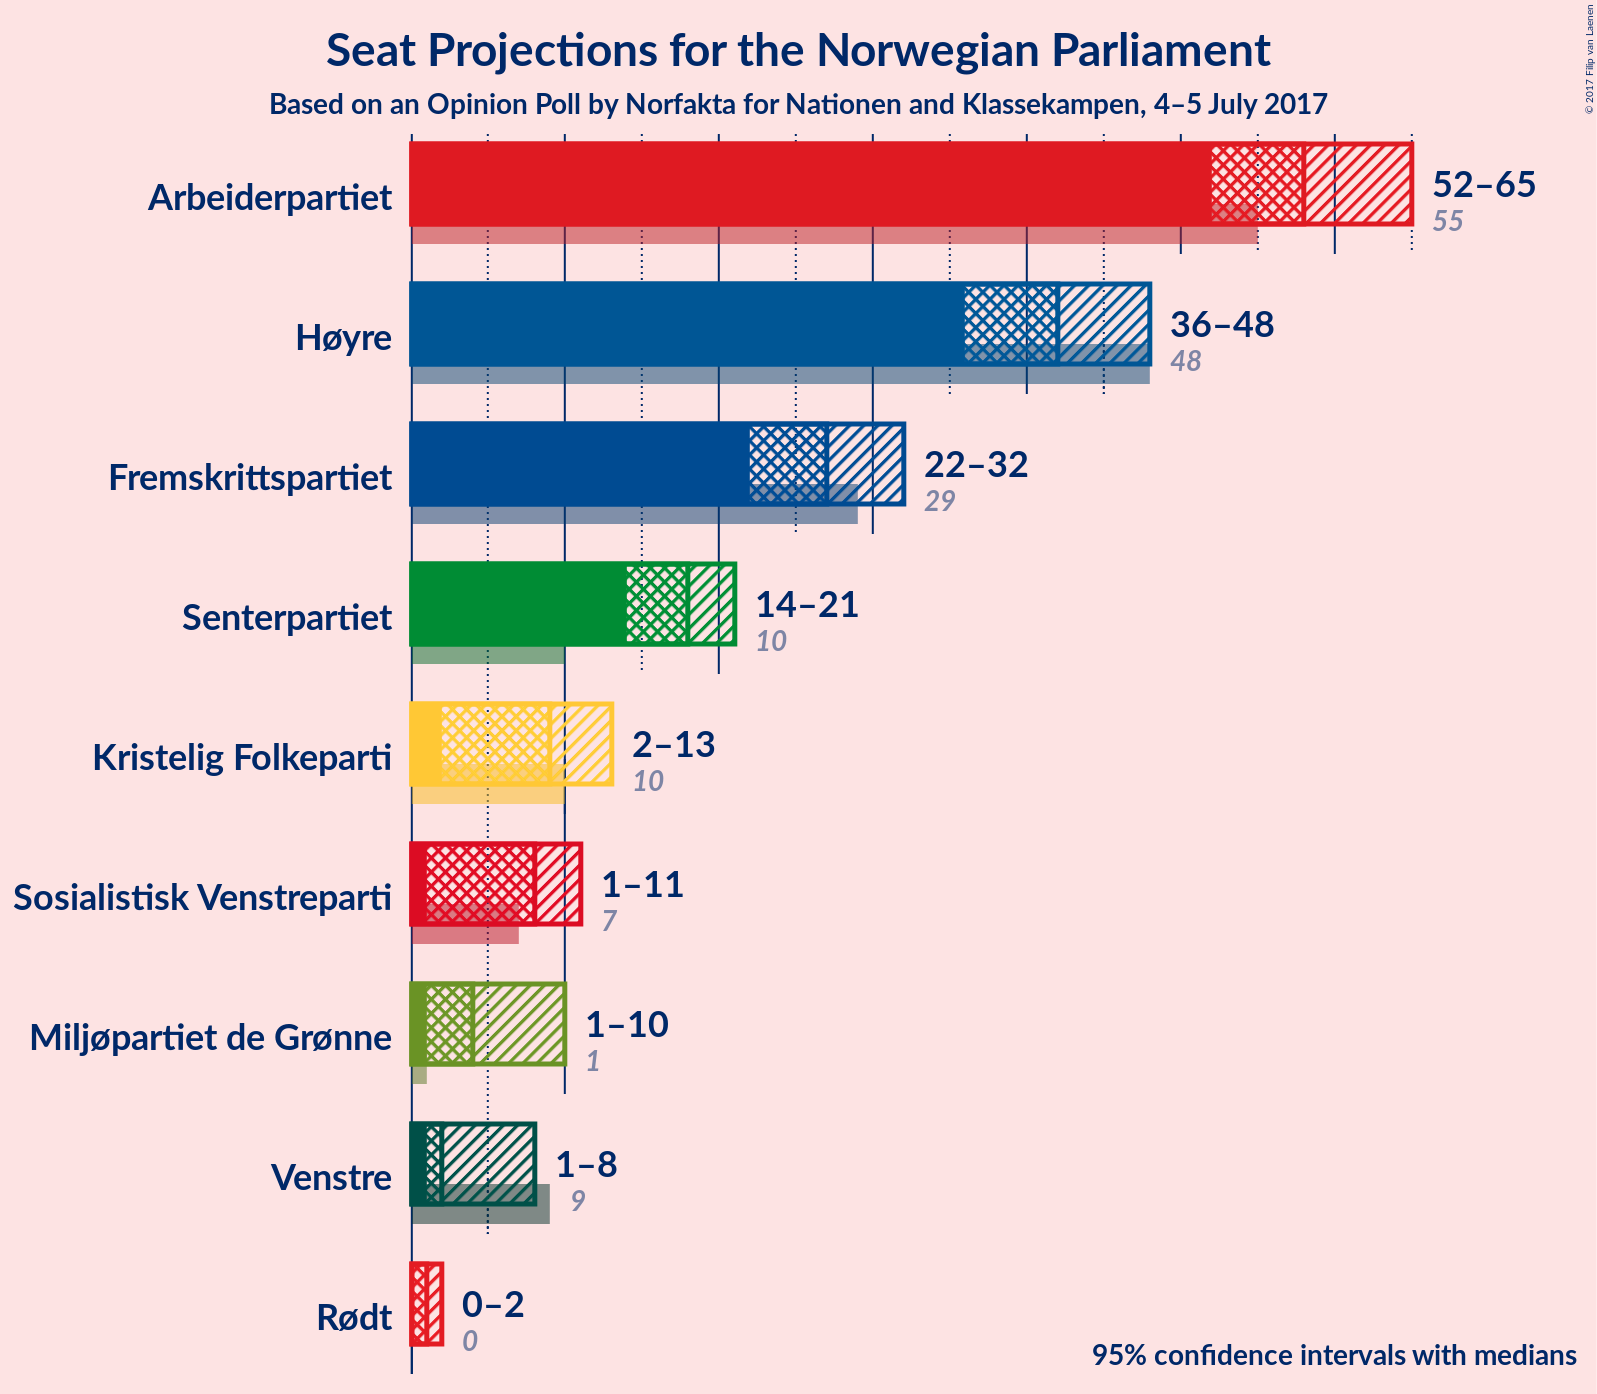 Seat Projections for the Norwegian Parliament
Based on an Opinion Poll by Norfakta for Nationen and Klassekampen, 4–5 July 2017
© 2017 Filip van Laenen
Arbeiderpartiet
52–65
55
Høyre
36–48
48
Fremskrittspartiet
22–32
29
Senterpartiet
14–21
10
Kristelig Folkeparti
2–13
10
Sosialistisk Venstreparti
1–11
7
Miljøpartiet de Grønne
1–10
1
Venstre
1–8
9
Rødt
0–2
0
95% confidence intervals with medians